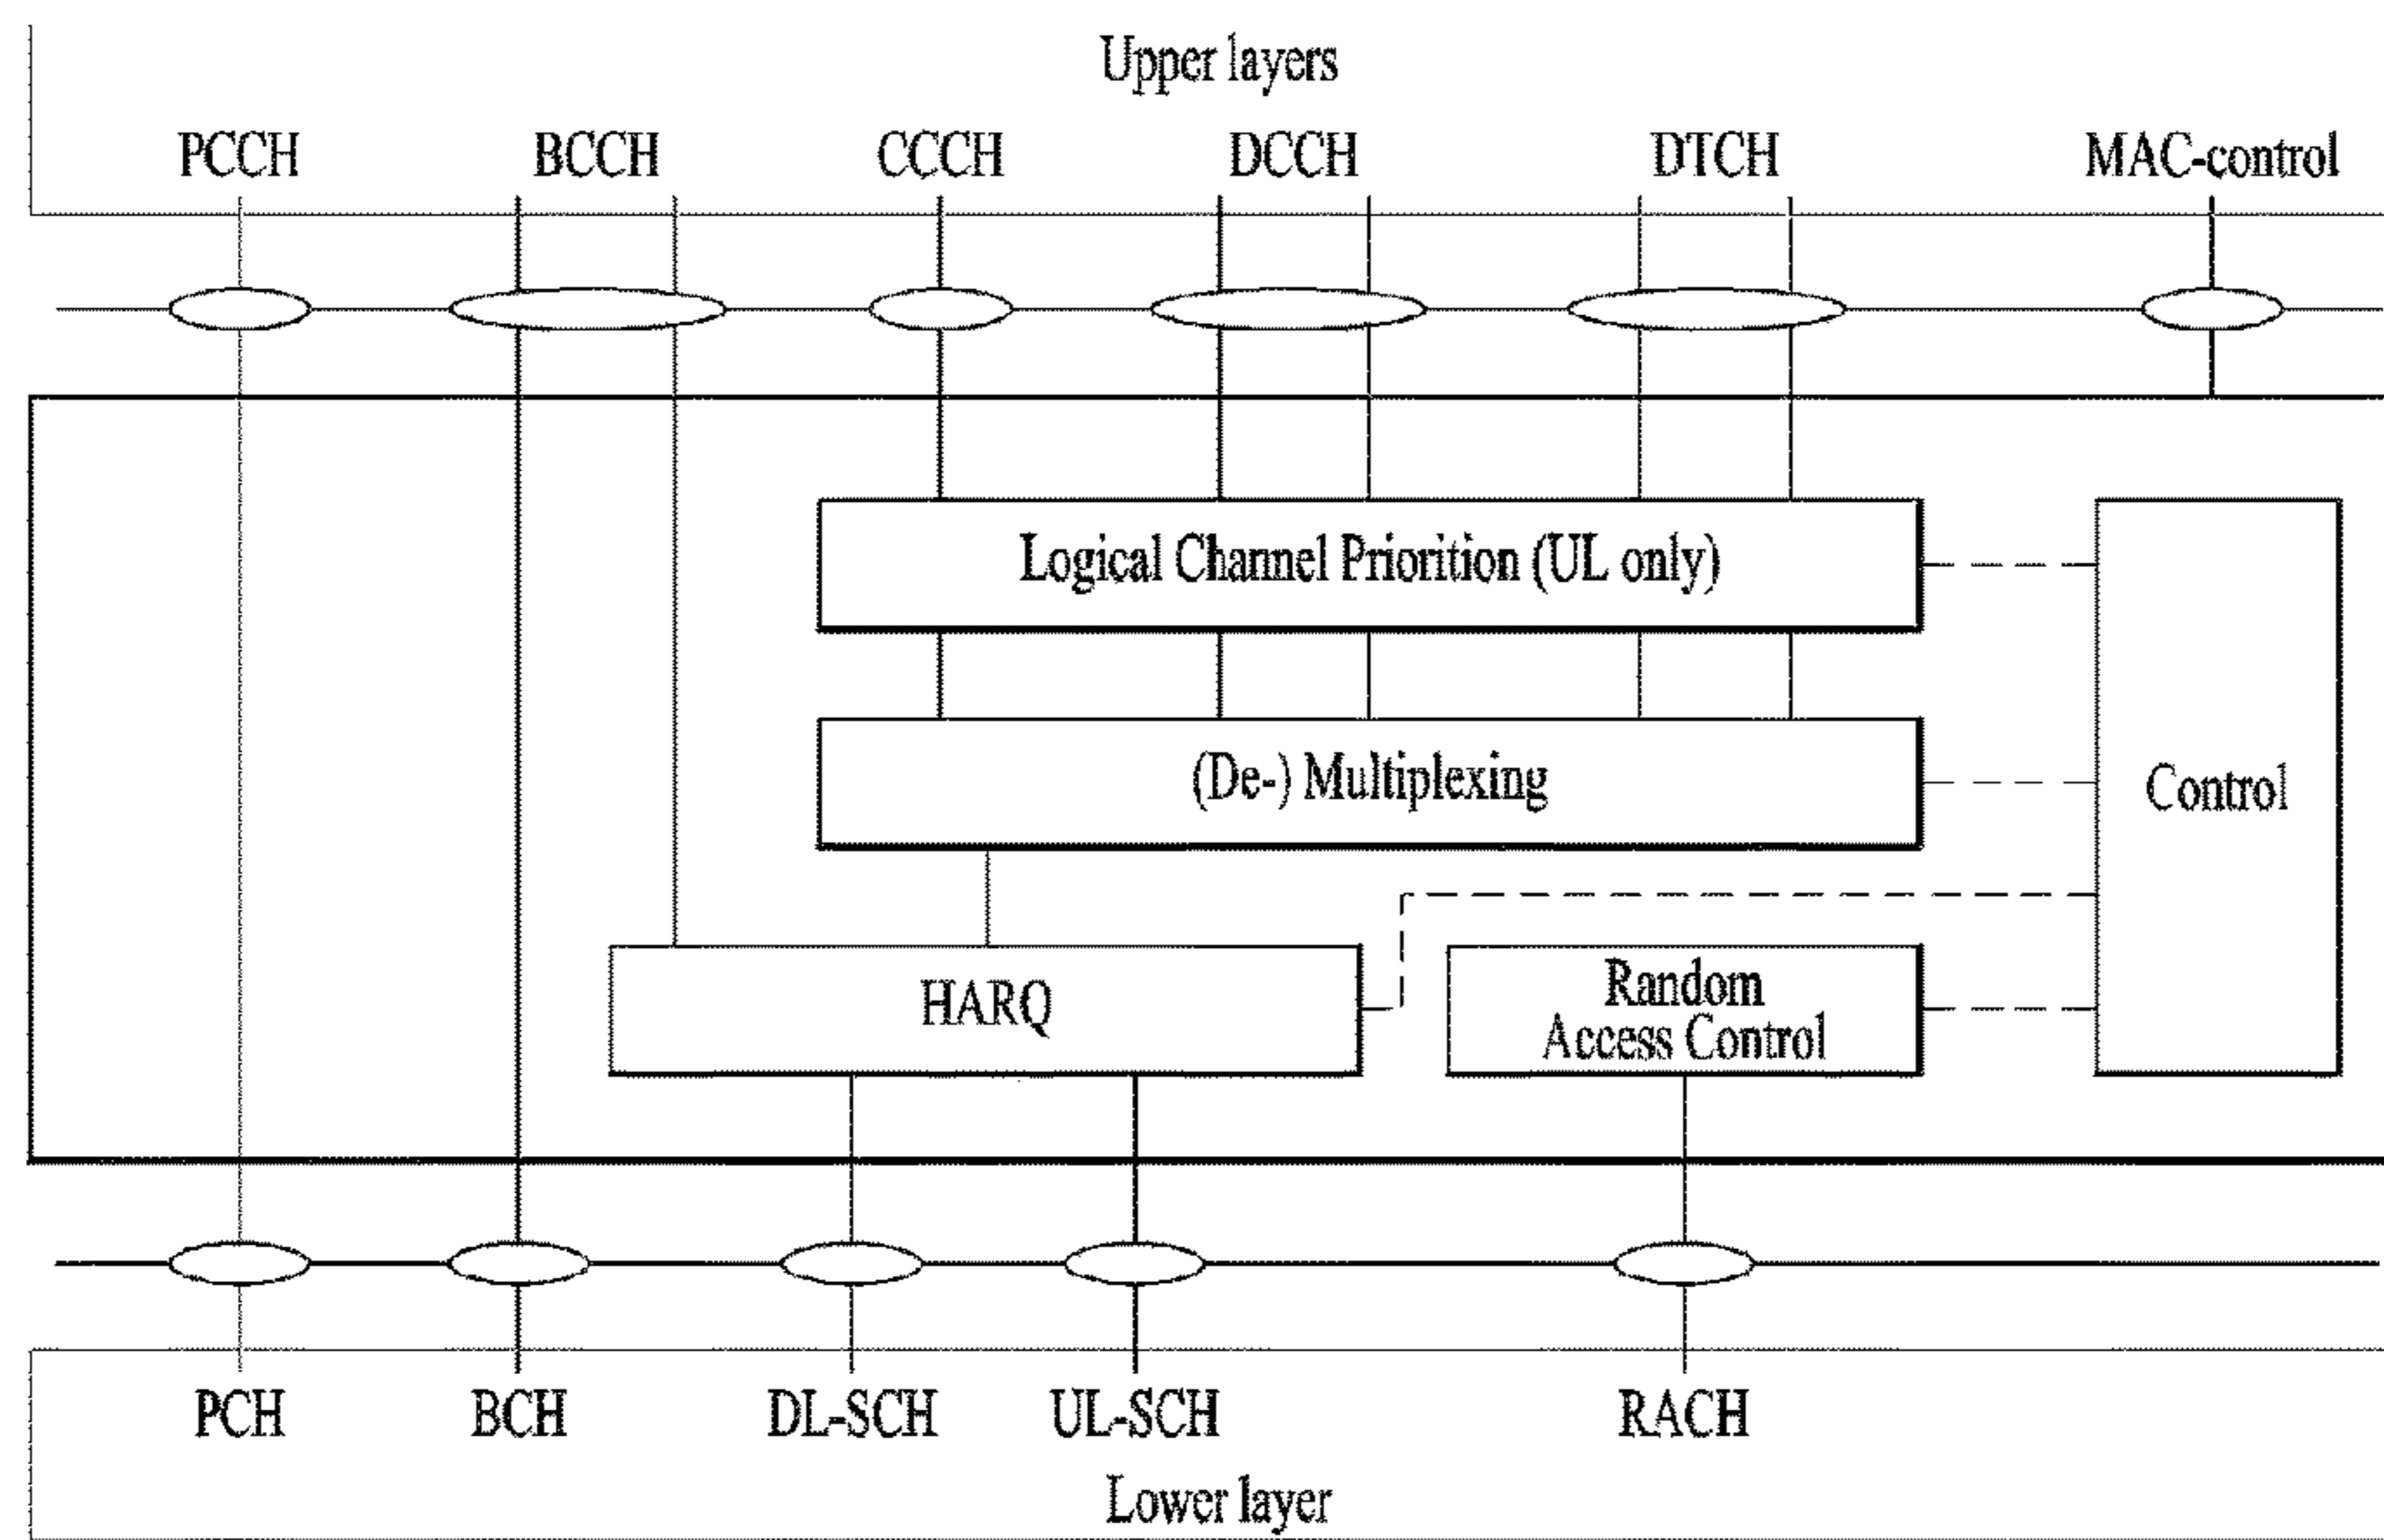 Upper layers
PCCH BCCH CCCH DCCH DTCH MAC-control
Logical Channel Priorition (UL only)
(De-) Multiplexing
Control
HARQ
Random
Access Control
PCH BCH DL-SCH UL-SCH RACH
Lower layer